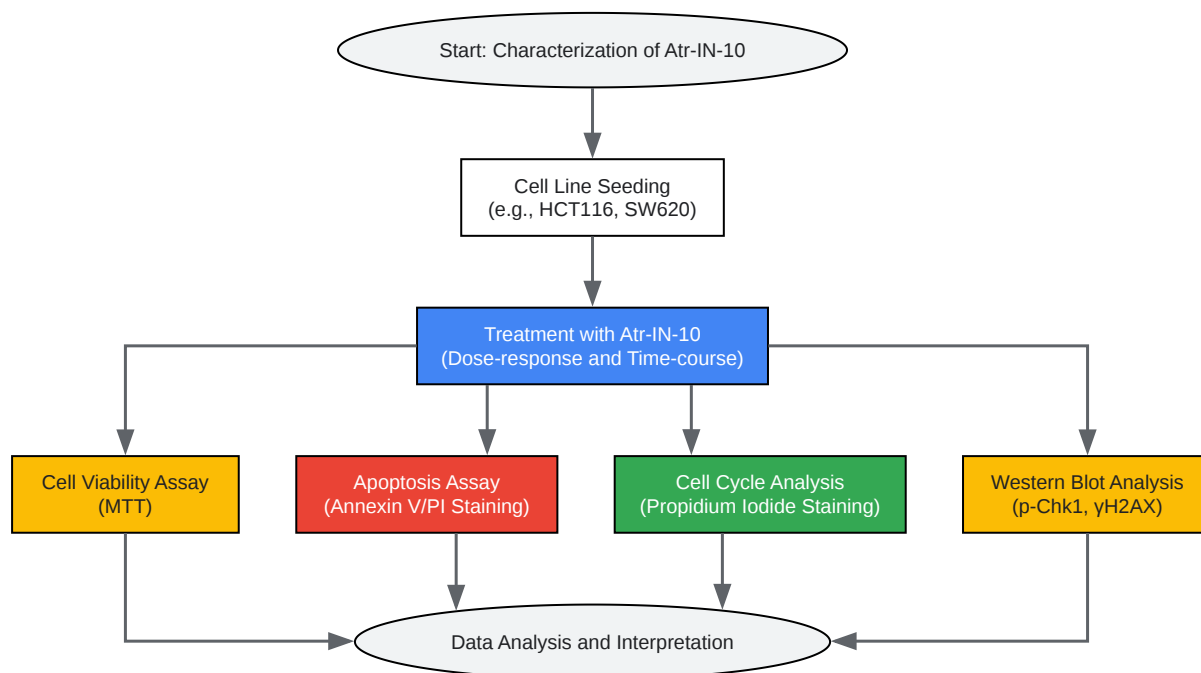 Start: Characterization of Atr-IN-10
Cell Line Seeding
(e.g., HCT116, SW620)
Treatment with Atr-IN-10
(Dose-response and Time-course)
Cell Viability Assay
(MTT)
Apoptosis Assay
(Annexin V/PI Staining)
Cell Cycle Analysis
(Propidium Iodide Staining)
Western Blot Analysis
(p-Chk1, γH2AX)
Data Analysis and Interpretation